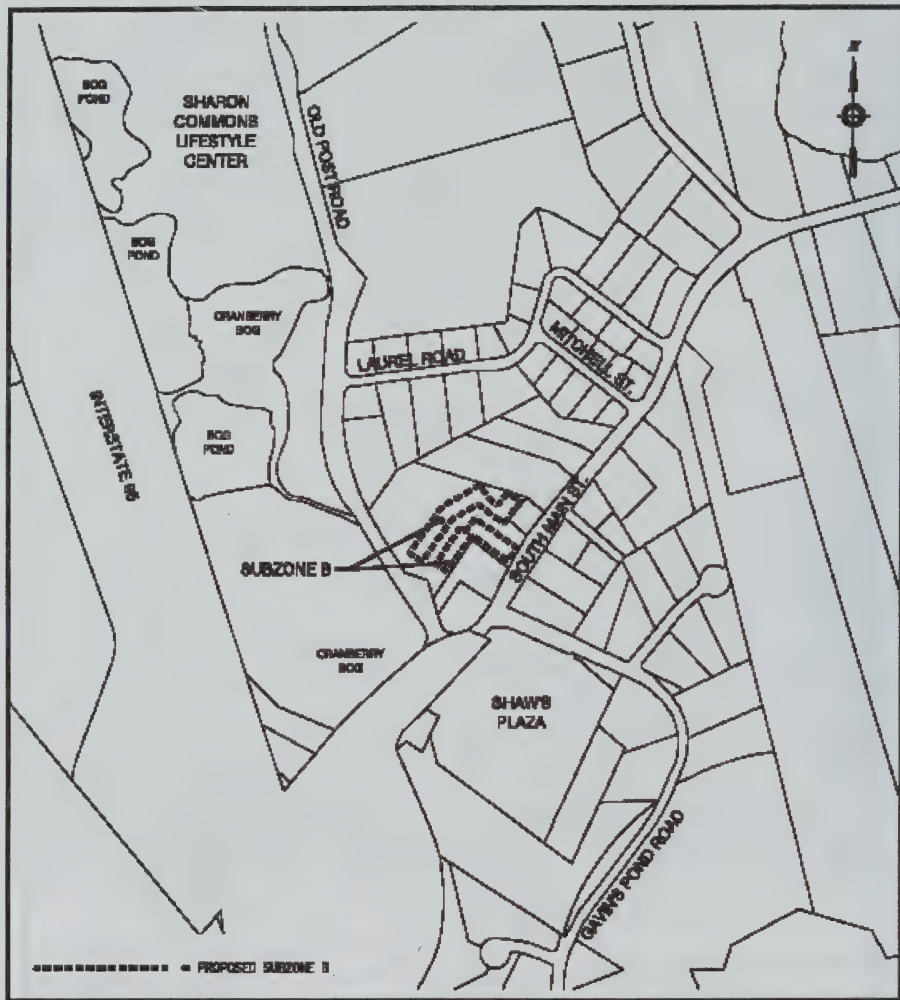 BOG
POND
SHARON
COMMONS
LIFESTYLE
CENTER
OLD POST ROAD
N
BOG
POND
CRANBERRY
BOG
LAUREL ROAD
MITCHELL ST.
INTERSTATE 95
BOG
POND
SOUTH MAIN ST.
SUBZONE B
CRANBERRY
BOG
SHAW'S
PLAZA
GAVIN'S POND ROAD
= PROPOSED SUBZONE B